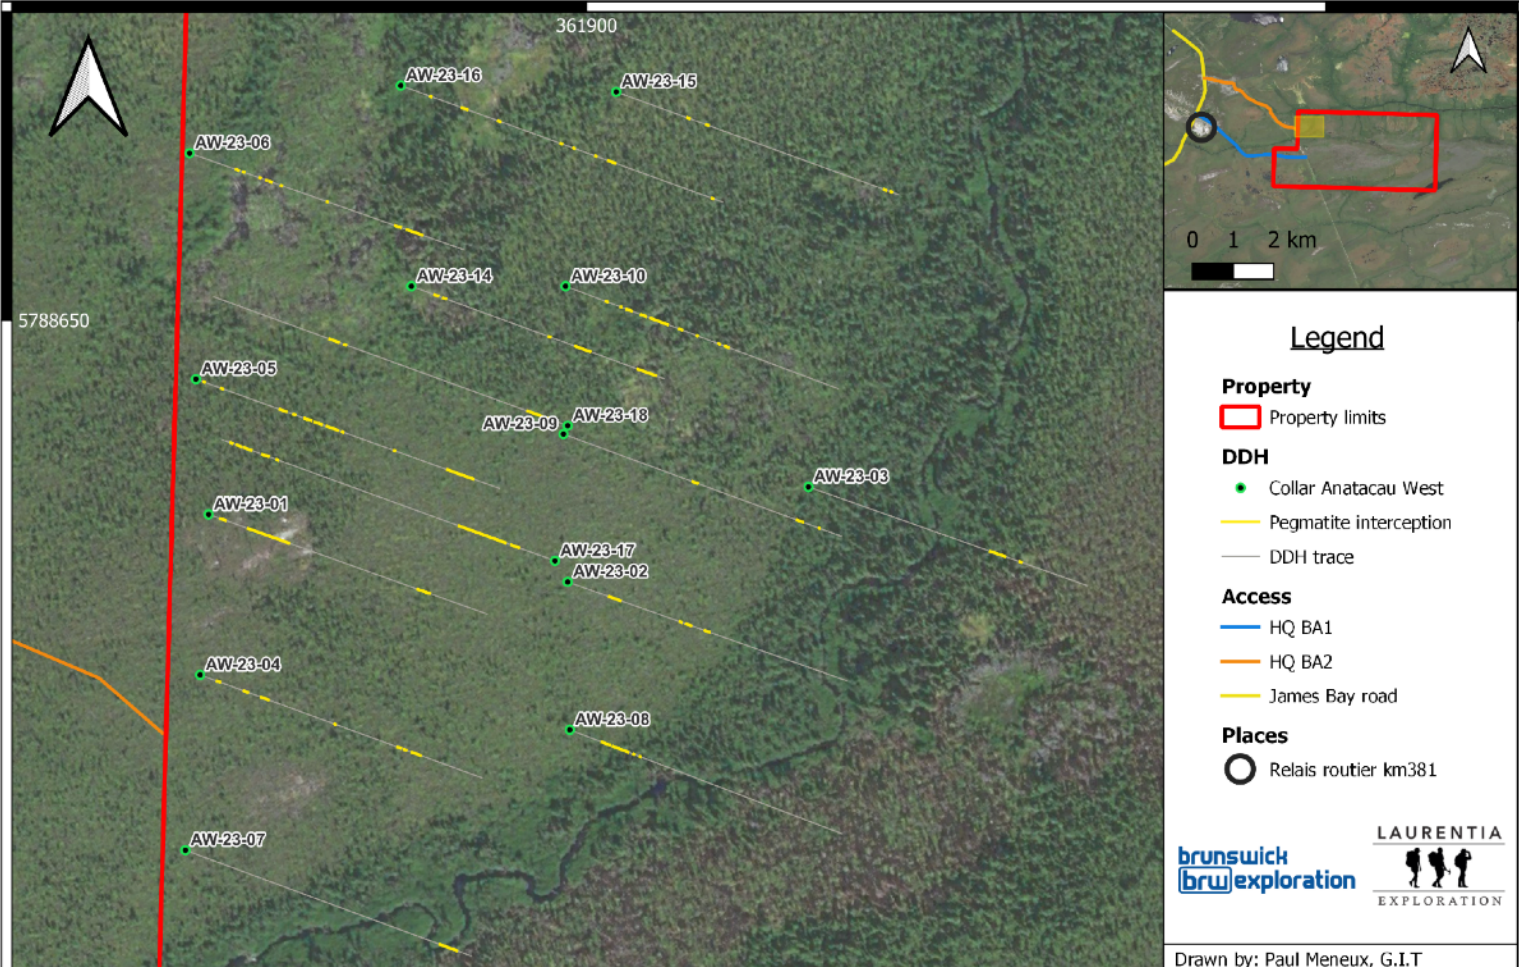 361900
AW-23-16
AW-23-15
AW-23-06
AW-23-14
AW-23-10
5788650
AW-23-05
AW-23-18
AW-23-09
AW-23-03
AW-23-01
AW-23-17
AW-23-02
AW-23-04
AW-23-08
AW-23-07
0 1 2 km
Legend
Property
Property limits
DDH
Collar Anatacau West
Pegmatite interception
DDH trace
Access
HQ BA1
HQ BA2
James Bay road
Places
Relais routier km381
LAURENTIA
EXPLORATION
brunswick
brw exploration
Drawn by: Paul Meneux, G.I.T